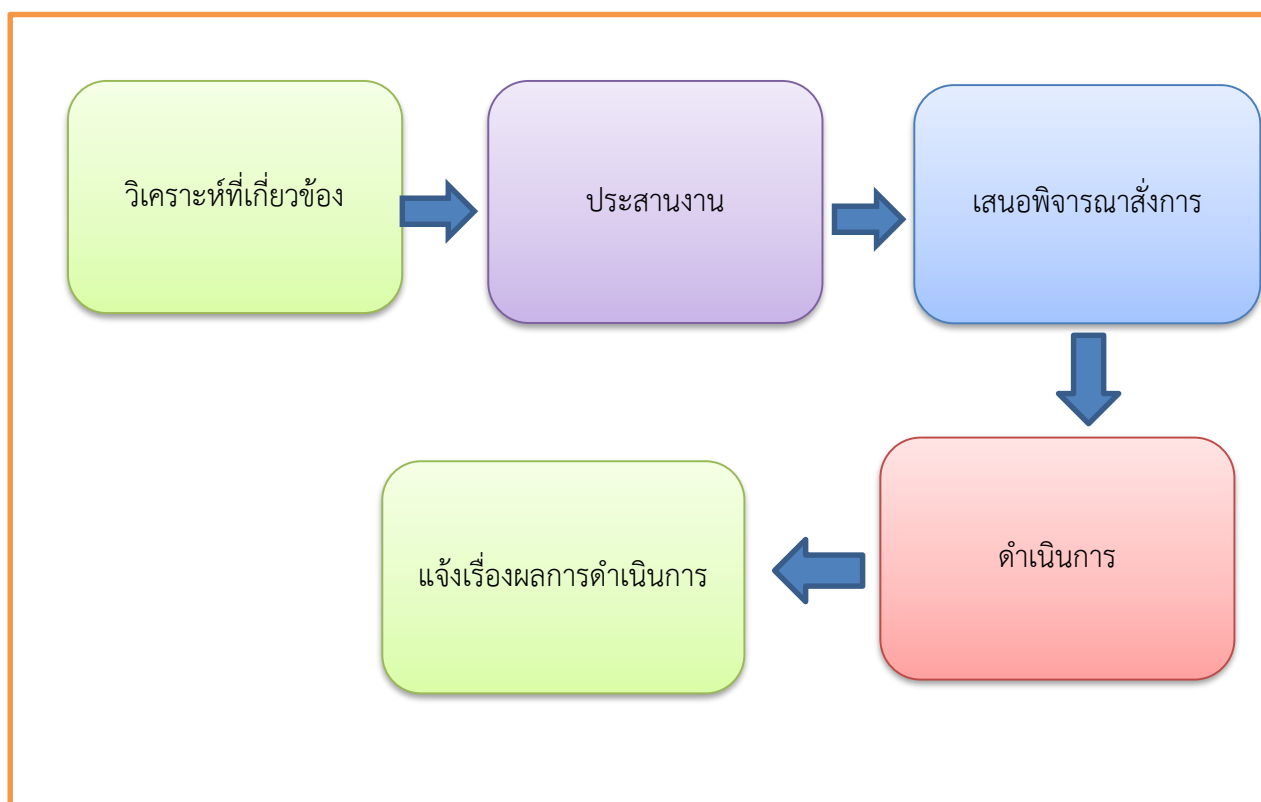 วิเคราะห์ที่เกี่ยวข้อง
ประสานงาน
เสนอพิจารณาสั่งการ
ดำเนินการ
แจ้งเรื่องผลการดำเนินการ